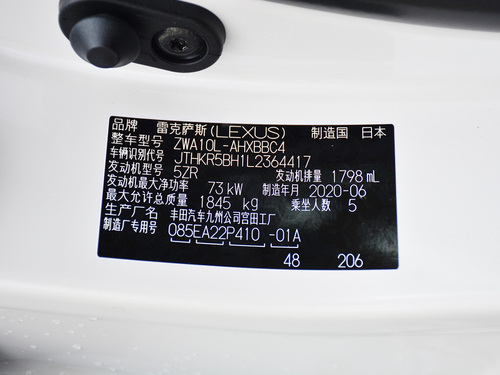 品牌 雷克萨斯(LEXUS) 制造国 日本
整车型号 ZWA10L-AHXBBC4
车辆识别代号 JTHKR5BH1L2364417
发动机型号 5ZR 发动机排量 1798 mL
发动机最大净功率 73 kW 制造年月 2020-06
最大允许总质量 1845 kg 乘坐人数 5
生产厂名 丰田汽车九州公司宫田工厂
制造厂专用号 085EA22P410 -01A
48 206